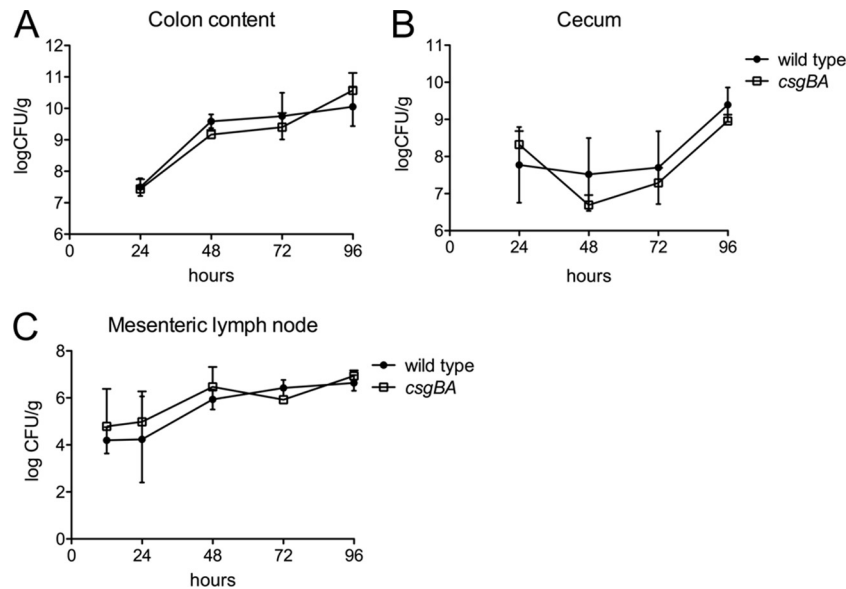 A
Colon content
12
11
10
9
8
7
6
logCFU/g
0
24
48
72
96
hours
B
Cecum
11
10
9
8
7
6
logCFU/g
0
24
48
72
96
hours
wild type
csgBA
C
Mesenteric lymph node
8
6
4
2
0
log CFU/g
0
24
48
72
96
hours
wild type
csgBA